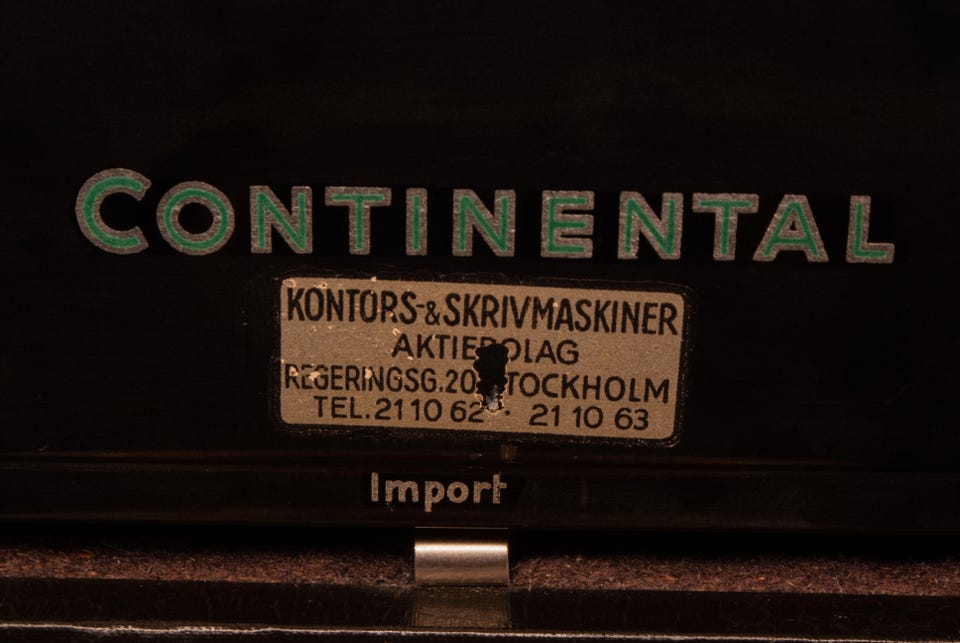 CONTINENTAL
KONTORS-&SKRIVMASKINER
AKTIEBOLAG
REGERINGSG.20 STOCKHOLM
TEL. 21 10 62 · 21 10 63
Import